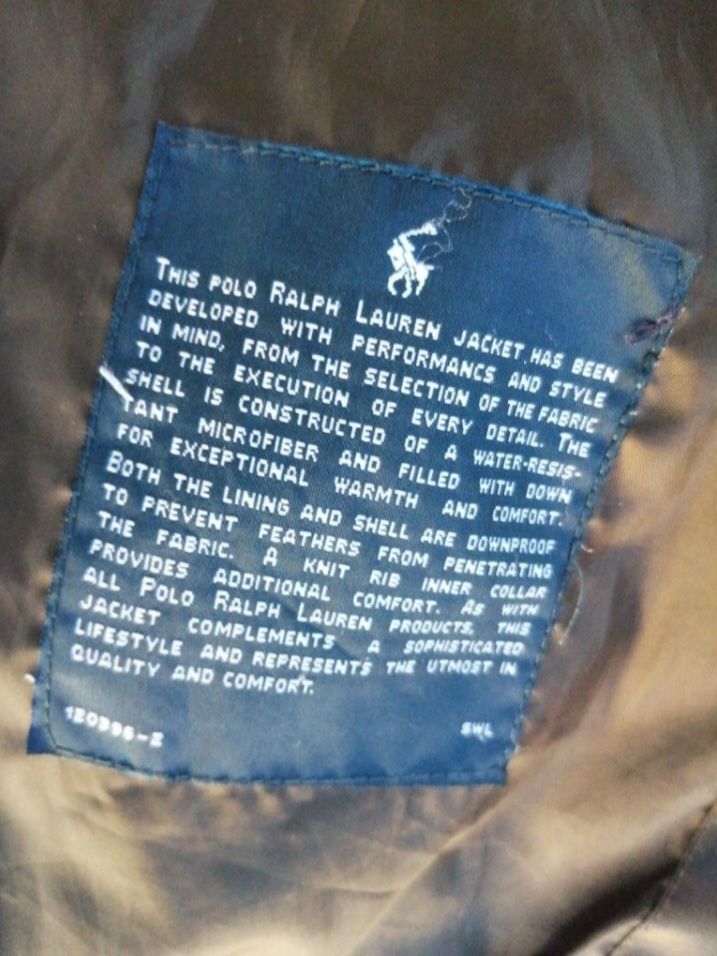 THIS POLO RALPH LAUREN JACKET HAS BEEN
DEVELOPED WITH PERFORMANCS AND STYLE
IN MIND, FROM THE SELECTION OF THE FABRIC
TO THE EXECUTION OF EVERY DETAIL. THE
SHELL IS CONSTRUCTED OF A WATER-RESIS-
TANT MICROFIBER AND FILLED WITH DOWN
FOR EXCEPTIONAL WARMTH AND COMFORT.
BOTH THE LINING AND SHELL ARE DOWNPROOF
TO PREVENT FEATHERS FROM PENETRATING
THE FABRIC. A KNIT RIB INNER COLLAR
PROVIDES ADDITIONAL COMFORT. AS WITH
ALL POLO RALPH LAUREN PRODUCTS, THIS
JACKET COMPLEMENTS A SOPHISTICATED
LIFESTYLE AND REPRESENTS THE UTMOST IN
QUALITY AND COMFORT.
120396-2 SWL